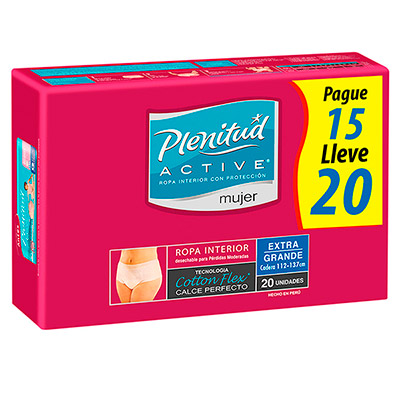 Plenitud
ACTIVE®
ROPA INTERIOR CON PROTECCIÓN
mujer
Pague
15
Lleve
20
ROPA INTERIOR
desechable para Pérdidas Moderadas
TECNOLOGIA
Cotton Flex
CALCE PERFECTO
EXTRA
GRANDE
Cadera 112-137cm
20 UNIDADES
HECHO EN PERÚ
Plenitud